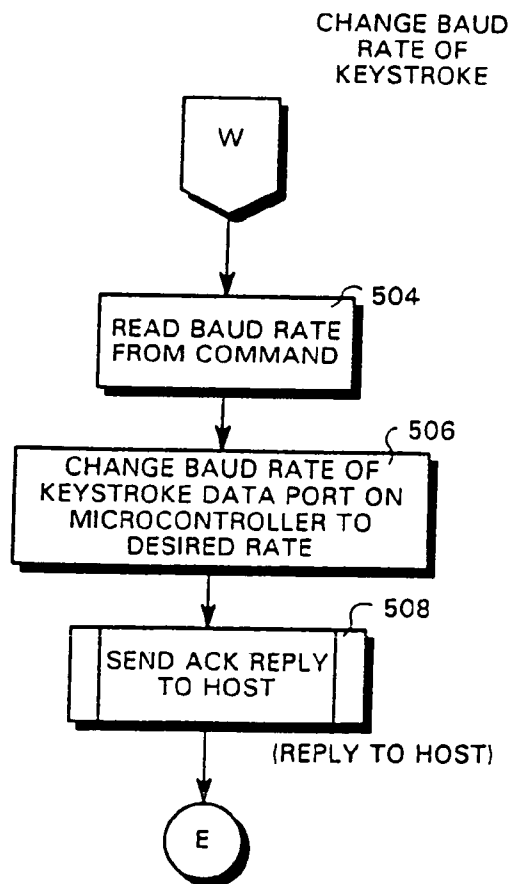 CHANGE BAUD
RATE OF
KEYSTROKE
W
504
READ BAUD RATE
FROM COMMAND
506
CHANGE BAUD RATE OF
KEYSTROKE DATA PORT ON
MICROCONTROLLER TO
DESIRED RATE
508
SEND ACK REPLY
TO HOST
(REPLY TO HOST)
E